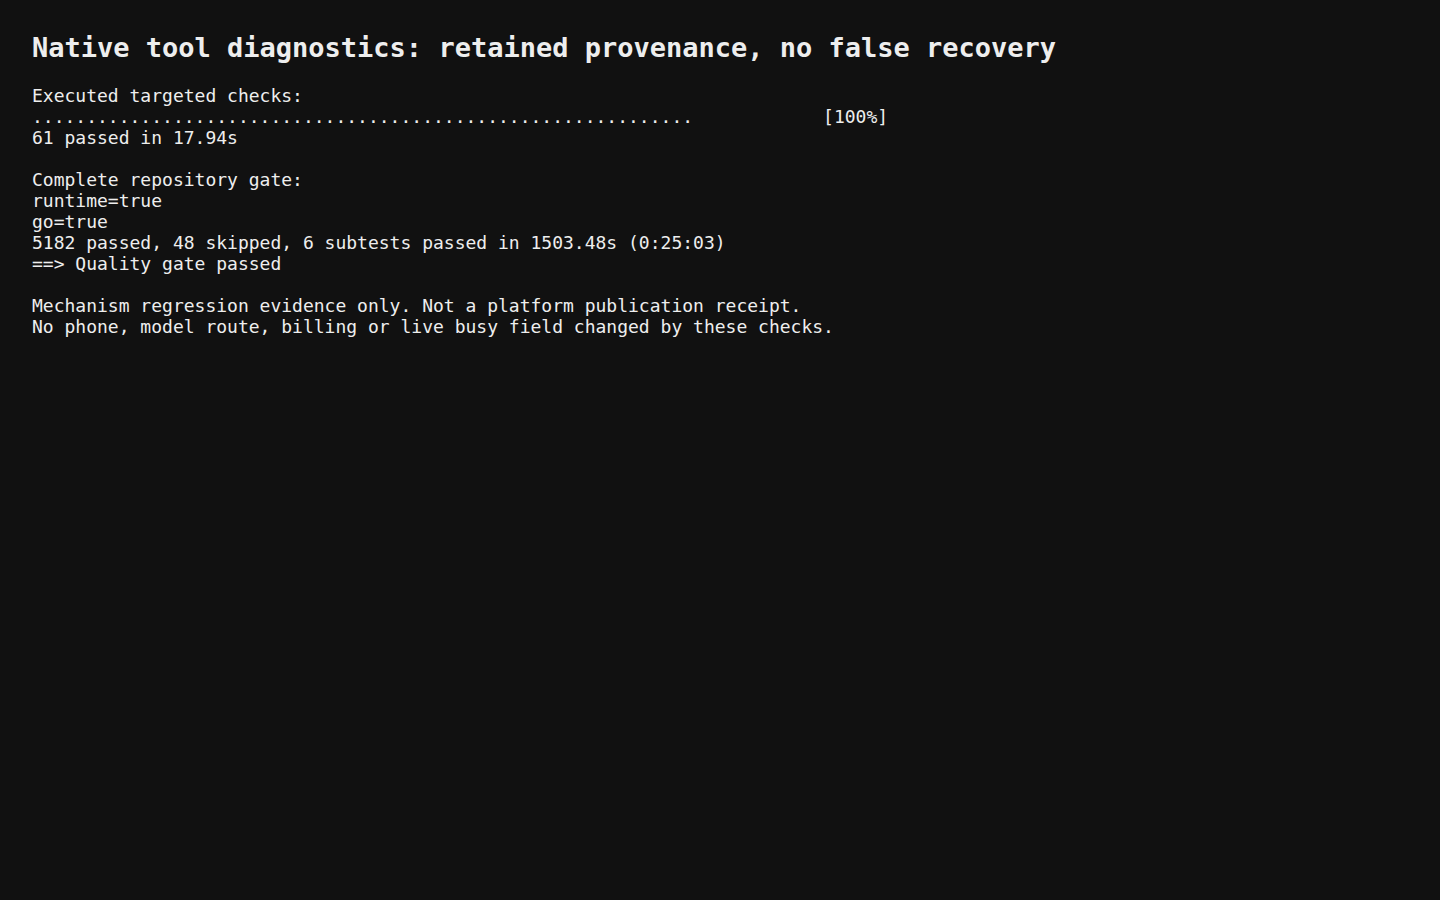 Native tool diagnostics: retained provenance, no false recovery
Executed targeted checks:
............................................................. [100%]
61 passed in 17.94s
Complete repository gate:
runtime=true
go=true
5182 passed, 48 skipped, 6 subtests passed in 1503.48s (0:25:03)
==> Quality gate passed
Mechanism regression evidence only. Not a platform publication receipt.
No phone, model route, billing or live busy field changed by these checks.